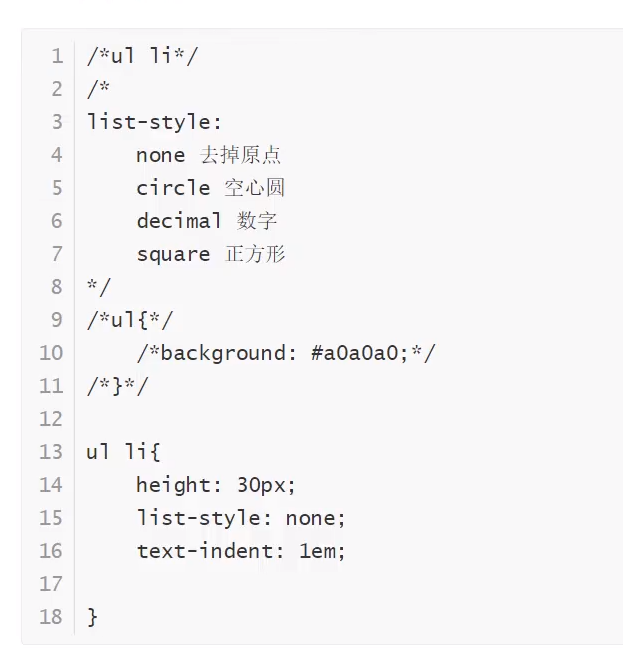 1 /*ul li*/
2 /*
3 list-style:
4     none 去掉原点
5     circle 空心圆
6     decimal 数字
7     square 正方形
8 */
9 /*ul{*/
10     /*background: #a0a0a0;*/
11 /*}*/
12
13 ul li{
14     height: 30px;
15     list-style: none;
16     text-indent: 1em;
17
18 }